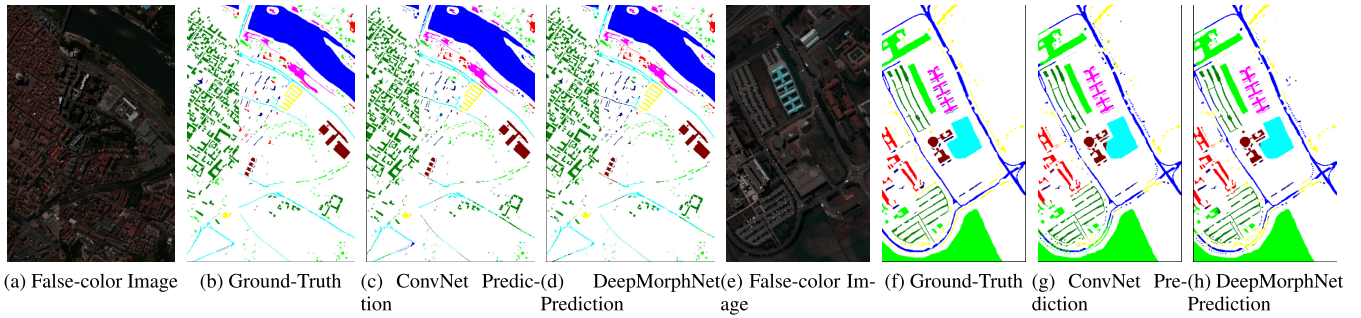 (a) False-color Image
(b) Ground-Truth
(c) ConvNet Predic-
tion
(d) DeepMorphNet
Prediction
(e) False-color Im-
age
(f) Ground-Truth
(g) ConvNet Pre-
diction
(h) DeepMorphNet
Prediction